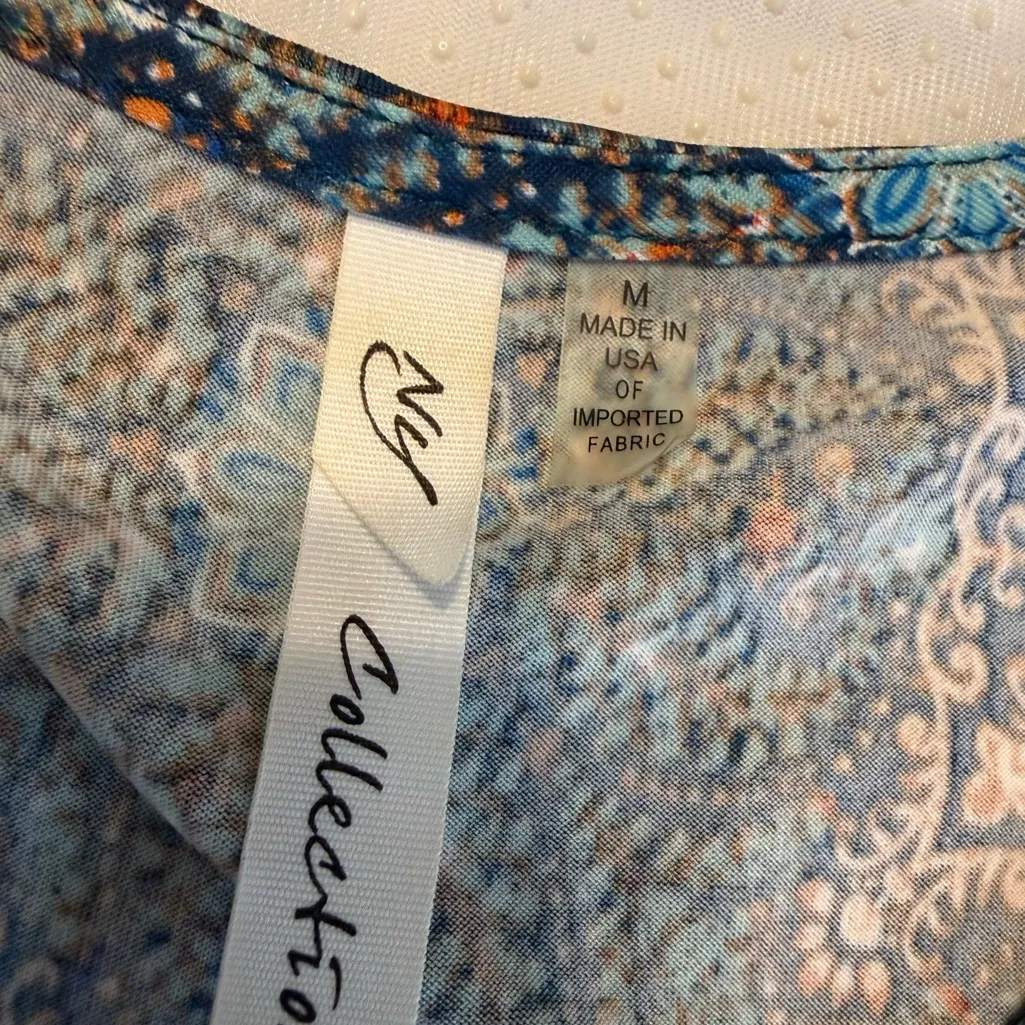 Ny
Collectio
M
MADE IN
USA
OF
IMPORTED
FABRIC